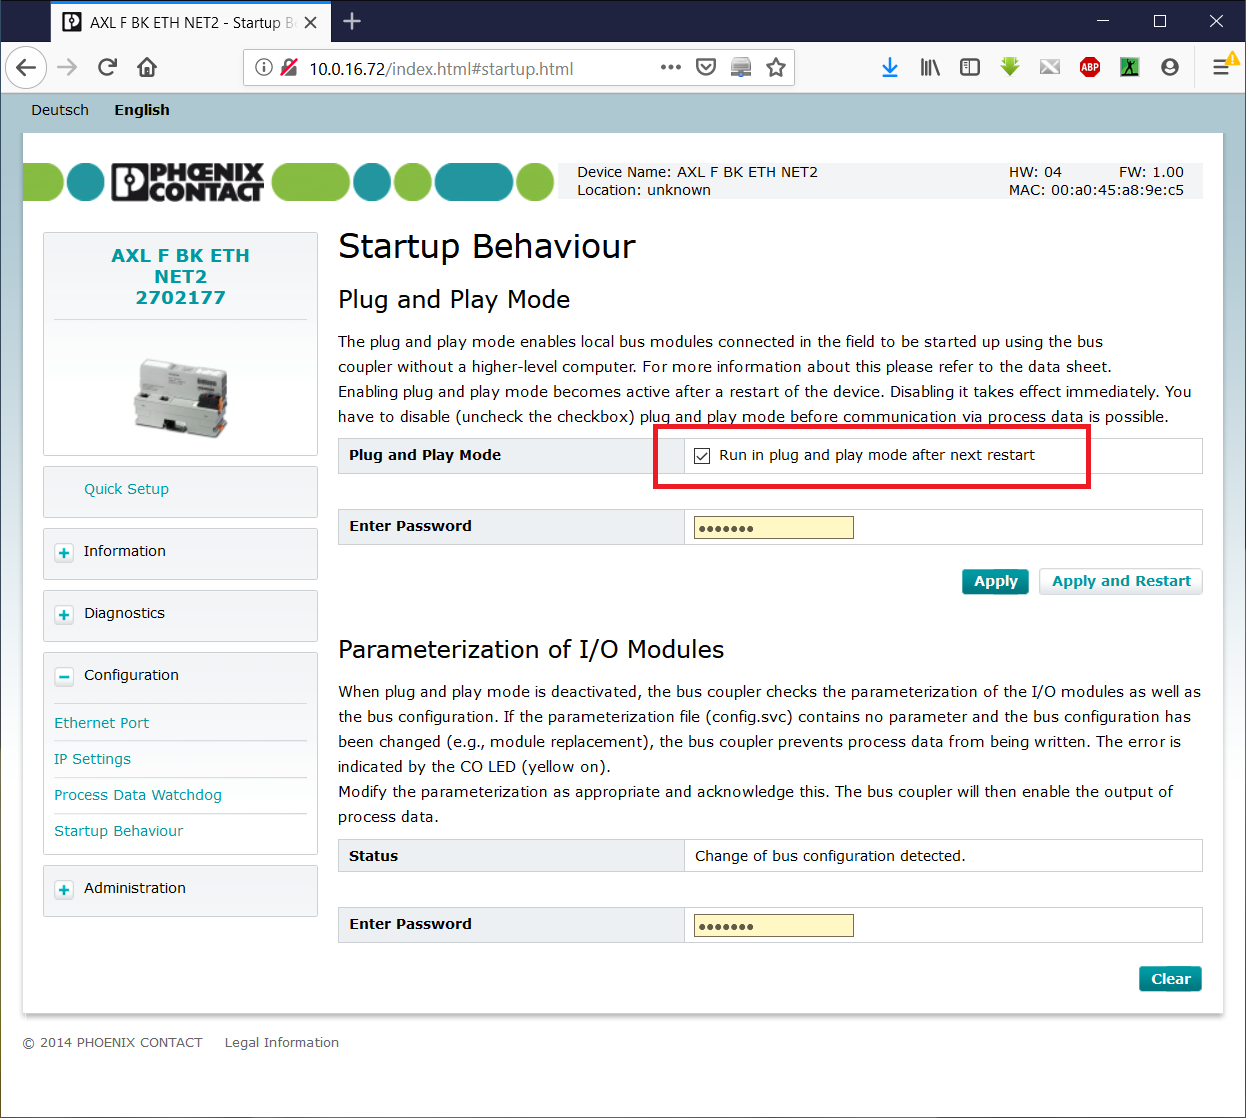 AXL F BK ETH NET2 - Startup B
10.0.16.72/index.html#startup.html
ABP
Deutsch English
PHOENIX
CONTACT
Device Name: AXL F BK ETH NET2
Location: unknown
HW: 04 FW: 1.00
MAC: 00:a0:45:a8:9e:c5
AXL F BK ETH
NET2
2702177
Quick Setup
Information
Diagnostics
Configuration
Ethernet Port
IP Settings
Process Data Watchdog
Startup Behaviour
Administration
Startup Behaviour
Plug and Play Mode
The plug and play mode enables local bus modules connected in the field to be started up using the bus
coupler without a higher-level computer. For more information about this please refer to the data sheet.
Enabling plug and play mode becomes active after a restart of the device. Disabling it takes effect immediately. You
have to disable (uncheck the checkbox) plug and play mode before communication via process data is possible.
Plug and Play Mode Run in plug and play mode after next restart
Enter Password •••••••
Apply Apply and Restart
Parameterization of I/O Modules
When plug and play mode is deactivated, the bus coupler checks the parameterization of the I/O modules as well as
the bus configuration. If the parameterization file (config.svc) contains no parameter and the bus configuration has
been changed (e.g., module replacement), the bus coupler prevents process data from being written. The error is
indicated by the CO LED (yellow on).
Modify the parameterization as appropriate and acknowledge this. The bus coupler will then enable the output of
process data.
Status Change of bus configuration detected.
Enter Password •••••••
Clear
© 2014 PHOENIX CONTACT Legal Information